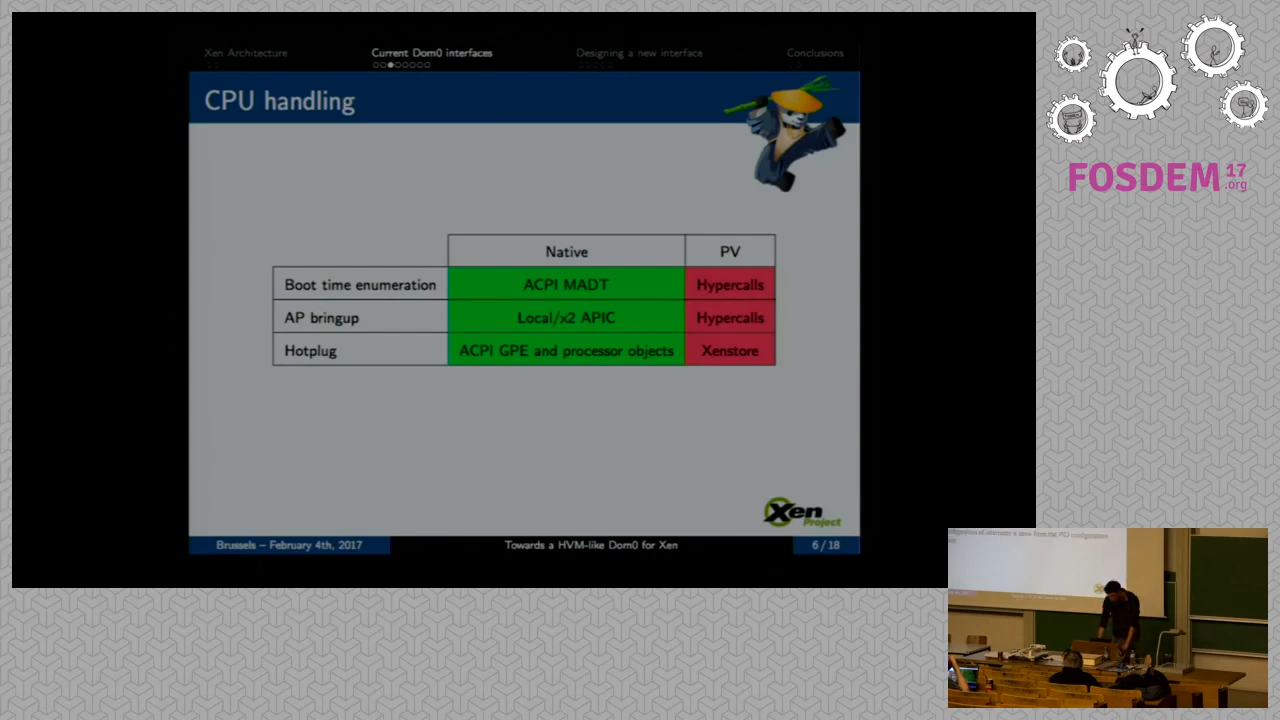 Xen Architecture
Current Dom0 interfaces
Designing a new interface
Conclusions
CPU handling
Native PV
Boot time enumeration ACPI MADT Hypercalls
AP bringup Local/x2 APIC Hypercalls
Hotplug ACPI GPE and processor objects Xenstore
Xen
Project
Brussels – February 4th, 2017
Towards a HVM-like Dom0 for Xen
6 / 18
FOSDEM 17
.org